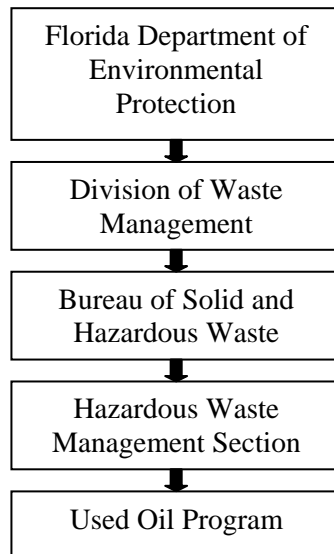 Florida Department of
Environmental
Protection
Division of Waste
Management
Bureau of Solid and
Hazardous Waste
Hazardous Waste
Management Section
Used Oil Program